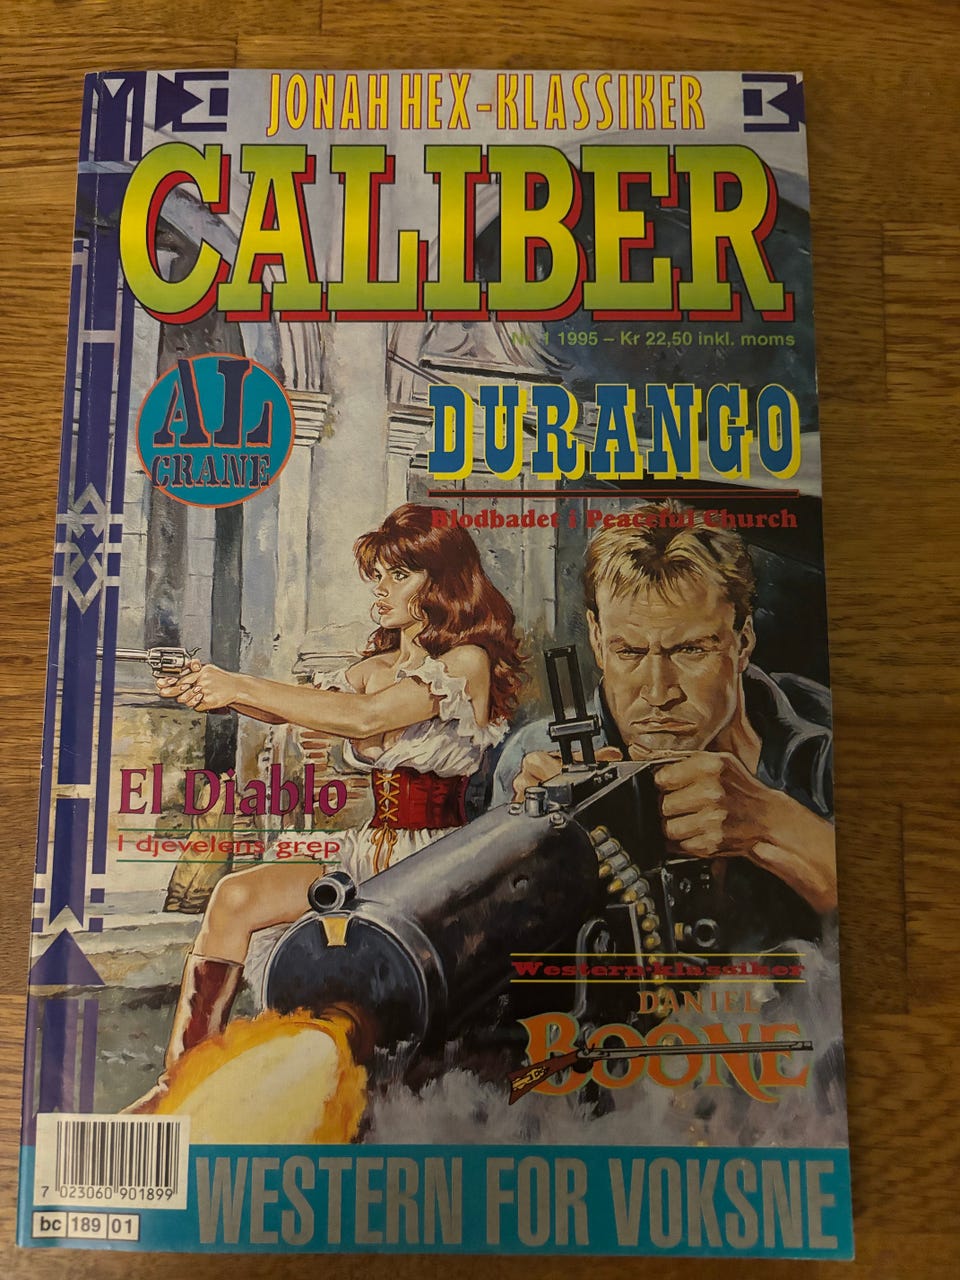 JONAH HEX-KLASSIKER
CALIBER
Nr. 1 1995 – Kr 22,50 inkl. moms
AL
CRANE
DURANGO
Blodbadet i Peaceful Church
El Diablo
I djevelens grep
Western-klassiker
DANIEL
BOONE
7 023060 901899
bc 189 01
WESTERN FOR VOKSNE